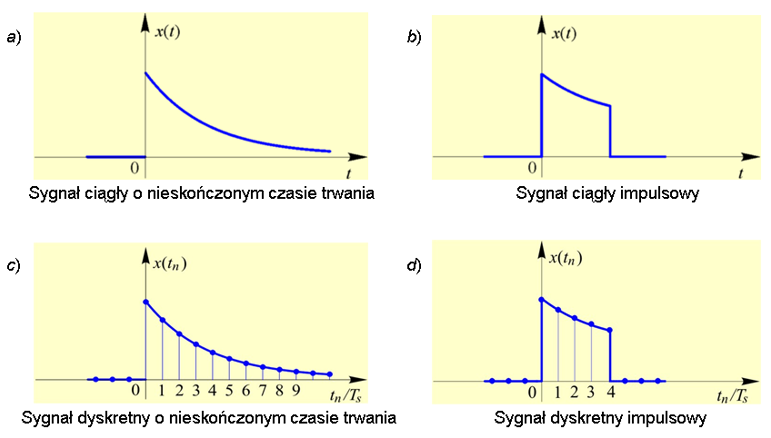 a) x(t)
0 t
Sygnał ciągły o nieskończonym czasie trwania
b) x(t)
0 t
Sygnał ciągły impulsowy
c) x(tₙ)
0 1 2 3 4 5 6 7 8 9 tₙ/Tₛ
Sygnał dyskretny o nieskończonym czasie trwania
d) x(tₙ)
0 1 2 3 4 tₙ/Tₛ
Sygnał dyskretny impulsowy